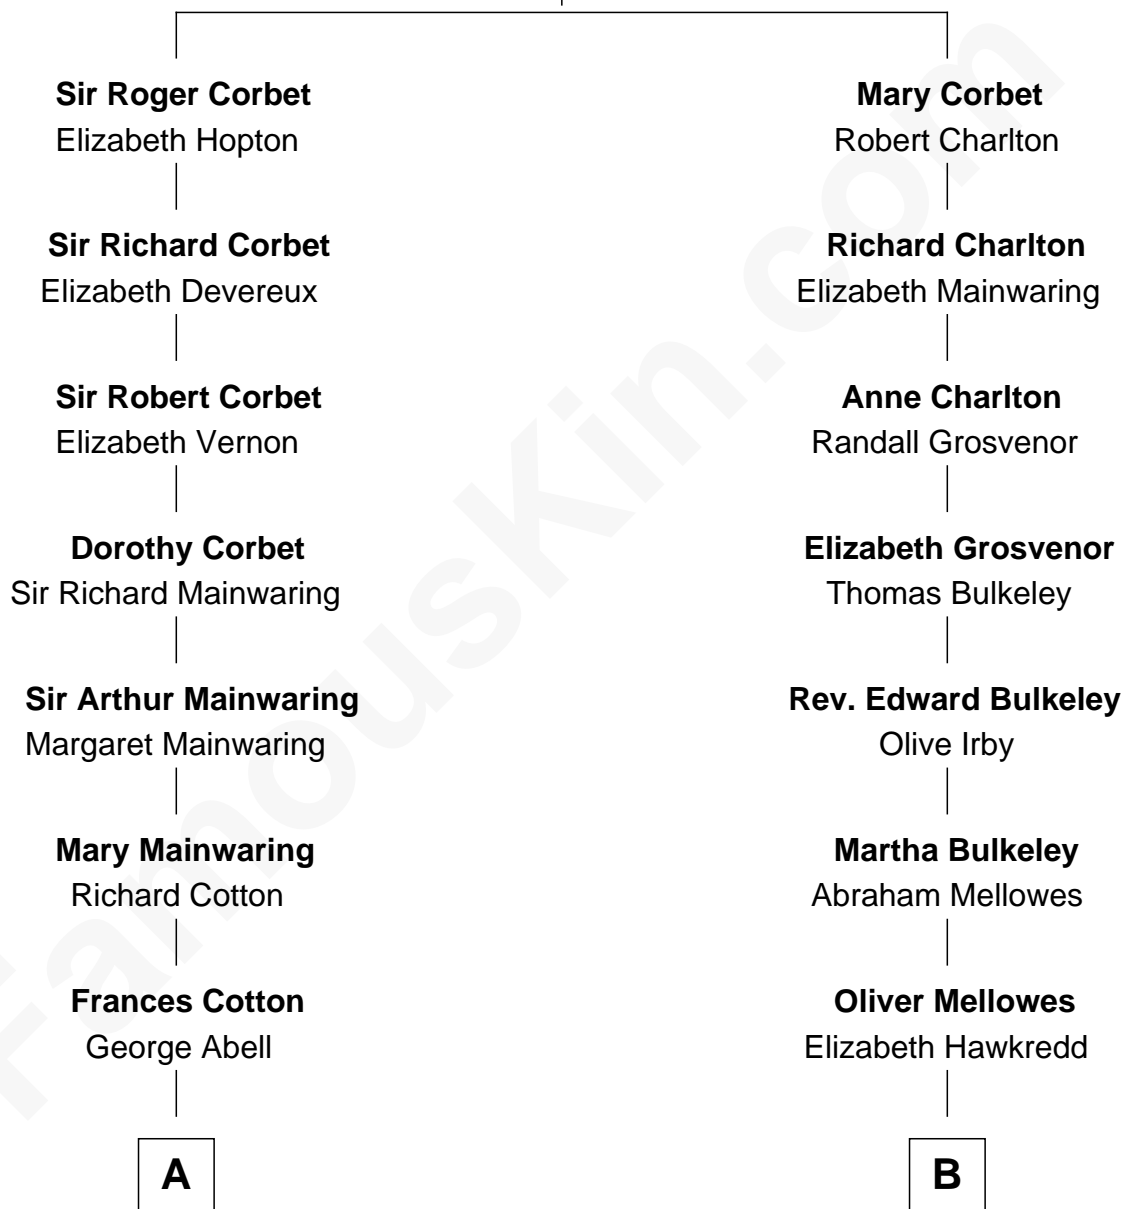 Sir Roger Corbet
Elizabeth Hopton
Sir Richard Corbet
Elizabeth Devereux
Sir Robert Corbet
Elizabeth Vernon
Dorothy Corbet
Sir Richard Mainwaring
Sir Arthur Mainwaring
Margaret Mainwaring
Mary Mainwaring
Richard Cotton
Frances Cotton
George Abell
A
Mary Corbet
Robert Charlton
Richard Charlton
Elizabeth Mainwaring
Anne Charlton
Randall Grosvenor
Elizabeth Grosvenor
Thomas Bulkeley
Rev. Edward Bulkeley
Olive Irby
Martha Bulkeley
Abraham Mellowes
Oliver Mellowes
Elizabeth Hawkredd
B
FamousKin.com